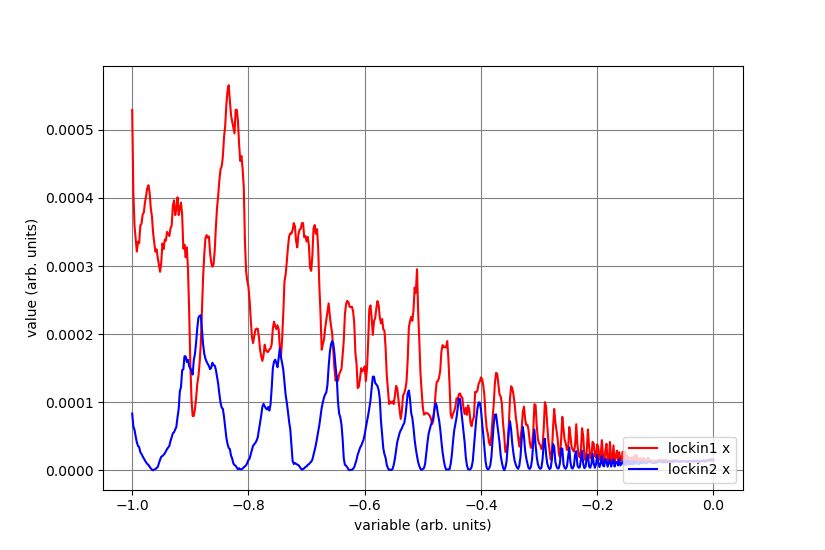 0.0005
0.0004
0.0003
0.0002
0.0001
0.0000
value (arb. units)
lockin1 x
lockin2 x
−1.0 −0.8 −0.6 −0.4 −0.2 0.0
variable (arb. units)